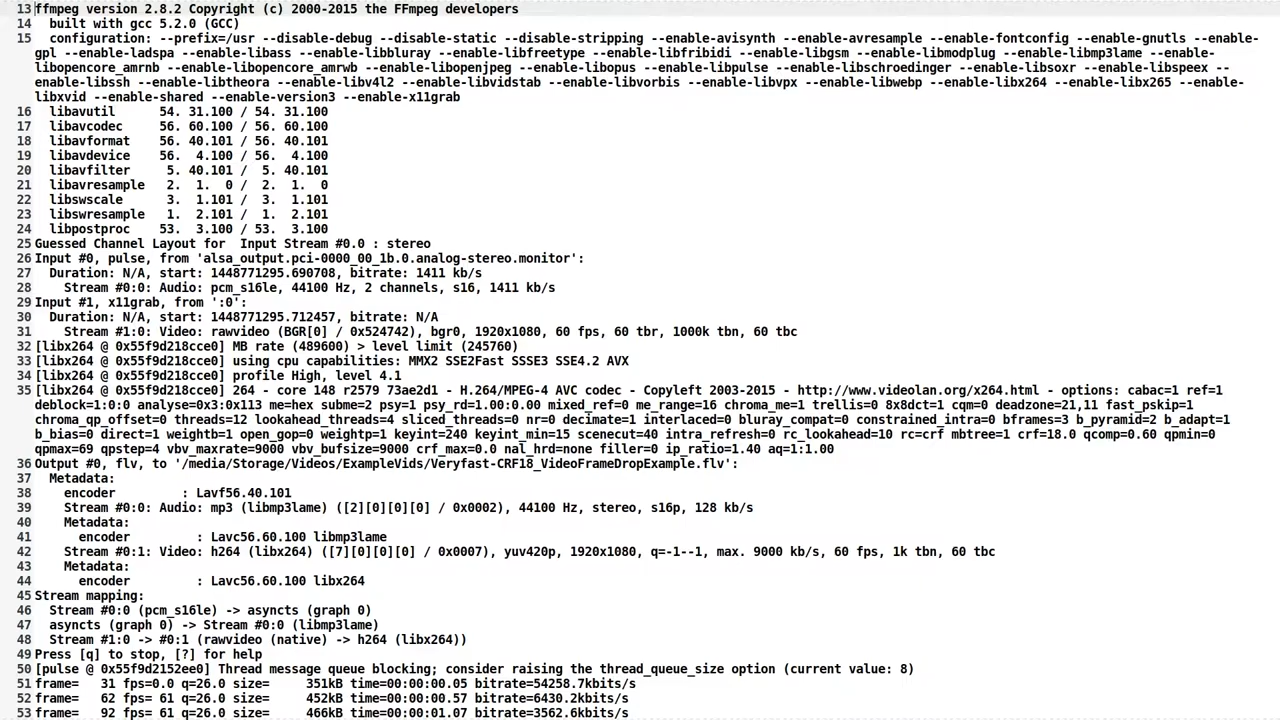 13 ffmpeg version 2.8.2 Copyright (c) 2000-2015 the FFmpeg developers
14   built with gcc 5.2.0 (GCC)
15   configuration: --prefix=/usr --disable-debug --disable-static --disable-stripping --enable-avisynth --enable-avresample --enable-fontconfig --enable-gnutls --enable-
gpl --enable-ladspa --enable-libass --enable-libbluray --enable-libfreetype --enable-libfribidi --enable-libgsm --enable-libmodplug --enable-libmp3lame --enable-
libopencore_amrnb --enable-libopencore_amrwb --enable-libopenjpeg --enable-libopus --enable-libpulse --enable-libschroedinger --enable-libsoxr --enable-libspeex --
enable-libssh --enable-libtheora --enable-libv4l2 --enable-libvidstab --enable-libvorbis --enable-libvpx --enable-libwebp --enable-libx264 --enable-libx265 --enable-
libxvid --enable-shared --enable-version3 --enable-x11grab
16   libavutil      54. 31.100 / 54. 31.100
17   libavcodec     56. 60.100 / 56. 60.100
18   libavformat    56. 40.101 / 56. 40.101
19   libavdevice    56.  4.100 / 56.  4.100
20   libavfilter     5. 40.101 /  5. 40.101
21   libavresample   2.  1.  0 /  2.  1.  0
22   libswscale      3.  1.101 /  3.  1.101
23   libswresample   1.  2.101 /  1.  2.101
24   libpostproc    53.  3.100 / 53.  3.100
25 Guessed Channel Layout for  Input Stream #0.0 : stereo
26 Input #0, pulse, from 'alsa_output.pci-0000_00_1b.0.analog-stereo.monitor':
27   Duration: N/A, start: 1448771295.690708, bitrate: 1411 kb/s
28     Stream #0:0: Audio: pcm_s16le, 44100 Hz, 2 channels, s16, 1411 kb/s
29 Input #1, x11grab, from ':0':
30   Duration: N/A, start: 1448771295.712457, bitrate: N/A
31     Stream #1:0: Video: rawvideo (BGR[0] / 0x524742), bgr0, 1920x1080, 60 fps, 60 tbr, 1000k tbn, 60 tbc
32 [libx264 @ 0x55f9d218cce0] MB rate (489600) > level limit (245760)
33 [libx264 @ 0x55f9d218cce0] using cpu capabilities: MMX2 SSE2Fast SSSE3 SSE4.2 AVX
34 [libx264 @ 0x55f9d218cce0] profile High, level 4.1
35 [libx264 @ 0x55f9d218cce0] 264 - core 148 r2579 73ae2d1 - H.264/MPEG-4 AVC codec - Copyleft 2003-2015 - http://www.videolan.org/x264.html - options: cabac=1 ref=1
deblock=1:0:0 analyse=0x3:0x113 me=hex subme=2 psy=1 psy_rd=1.00:0.00 mixed_ref=0 me_range=16 chroma_me=1 trellis=0 8x8dct=1 cqm=0 deadzone=21,11 fast_pskip=1
chroma_qp_offset=0 threads=12 lookahead_threads=4 sliced_threads=0 nr=0 decimate=1 interlaced=0 bluray_compat=0 constrained_intra=0 bframes=3 b_pyramid=2 b_adapt=1
b_bias=0 direct=1 weightb=1 open_gop=0 weightp=1 keyint=240 keyint_min=15 scenecut=40 intra_refresh=0 rc_lookahead=10 rc=crf mbtree=1 crf=18.0 qcomp=0.60 qpmin=0
qpmax=69 qpstep=4 vbv_maxrate=9000 vbv_bufsize=9000 crf_max=0.0 nal_hrd=none filler=0 ip_ratio=1.40 aq=1:1.00
36 Output #0, flv, to '/media/Storage/Videos/ExampleVids/Veryfast-CRF18_VideoFrameDropExample.flv':
37   Metadata:
38     encoder         : Lavf56.40.101
39     Stream #0:0: Audio: mp3 (libmp3lame) ([2][0][0][0] / 0x0002), 44100 Hz, stereo, s16p, 128 kb/s
40     Metadata:
41       encoder         : Lavc56.60.100 libmp3lame
42     Stream #0:1: Video: h264 (libx264) ([7][0][0][0] / 0x0007), yuv420p, 1920x1080, q=-1--1, max. 9000 kb/s, 60 fps, 1k tbn, 60 tbc
43     Metadata:
44       encoder         : Lavc56.60.100 libx264
45 Stream mapping:
46   Stream #0:0 (pcm_s16le) -> asyncts (graph 0)
47   asyncts (graph 0) -> Stream #0:0 (libmp3lame)
48   Stream #1:0 -> #0:1 (rawvideo (native) -> h264 (libx264))
49 Press [q] to stop, [?] for help
50 [pulse @ 0x55f9d2152ee0] Thread message queue blocking; consider raising the thread_queue_size option (current value: 8)
51 frame=   31 fps=0.0 q=26.0 size=     351kB time=00:00:00.05 bitrate=54258.7kbits/s
52 frame=   62 fps= 61 q=26.0 size=     452kB time=00:00:00.57 bitrate=6430.2kbits/s
53 frame=   92 fps= 61 q=26.0 size=     466kB time=00:00:01.07 bitrate=3562.6kbits/s